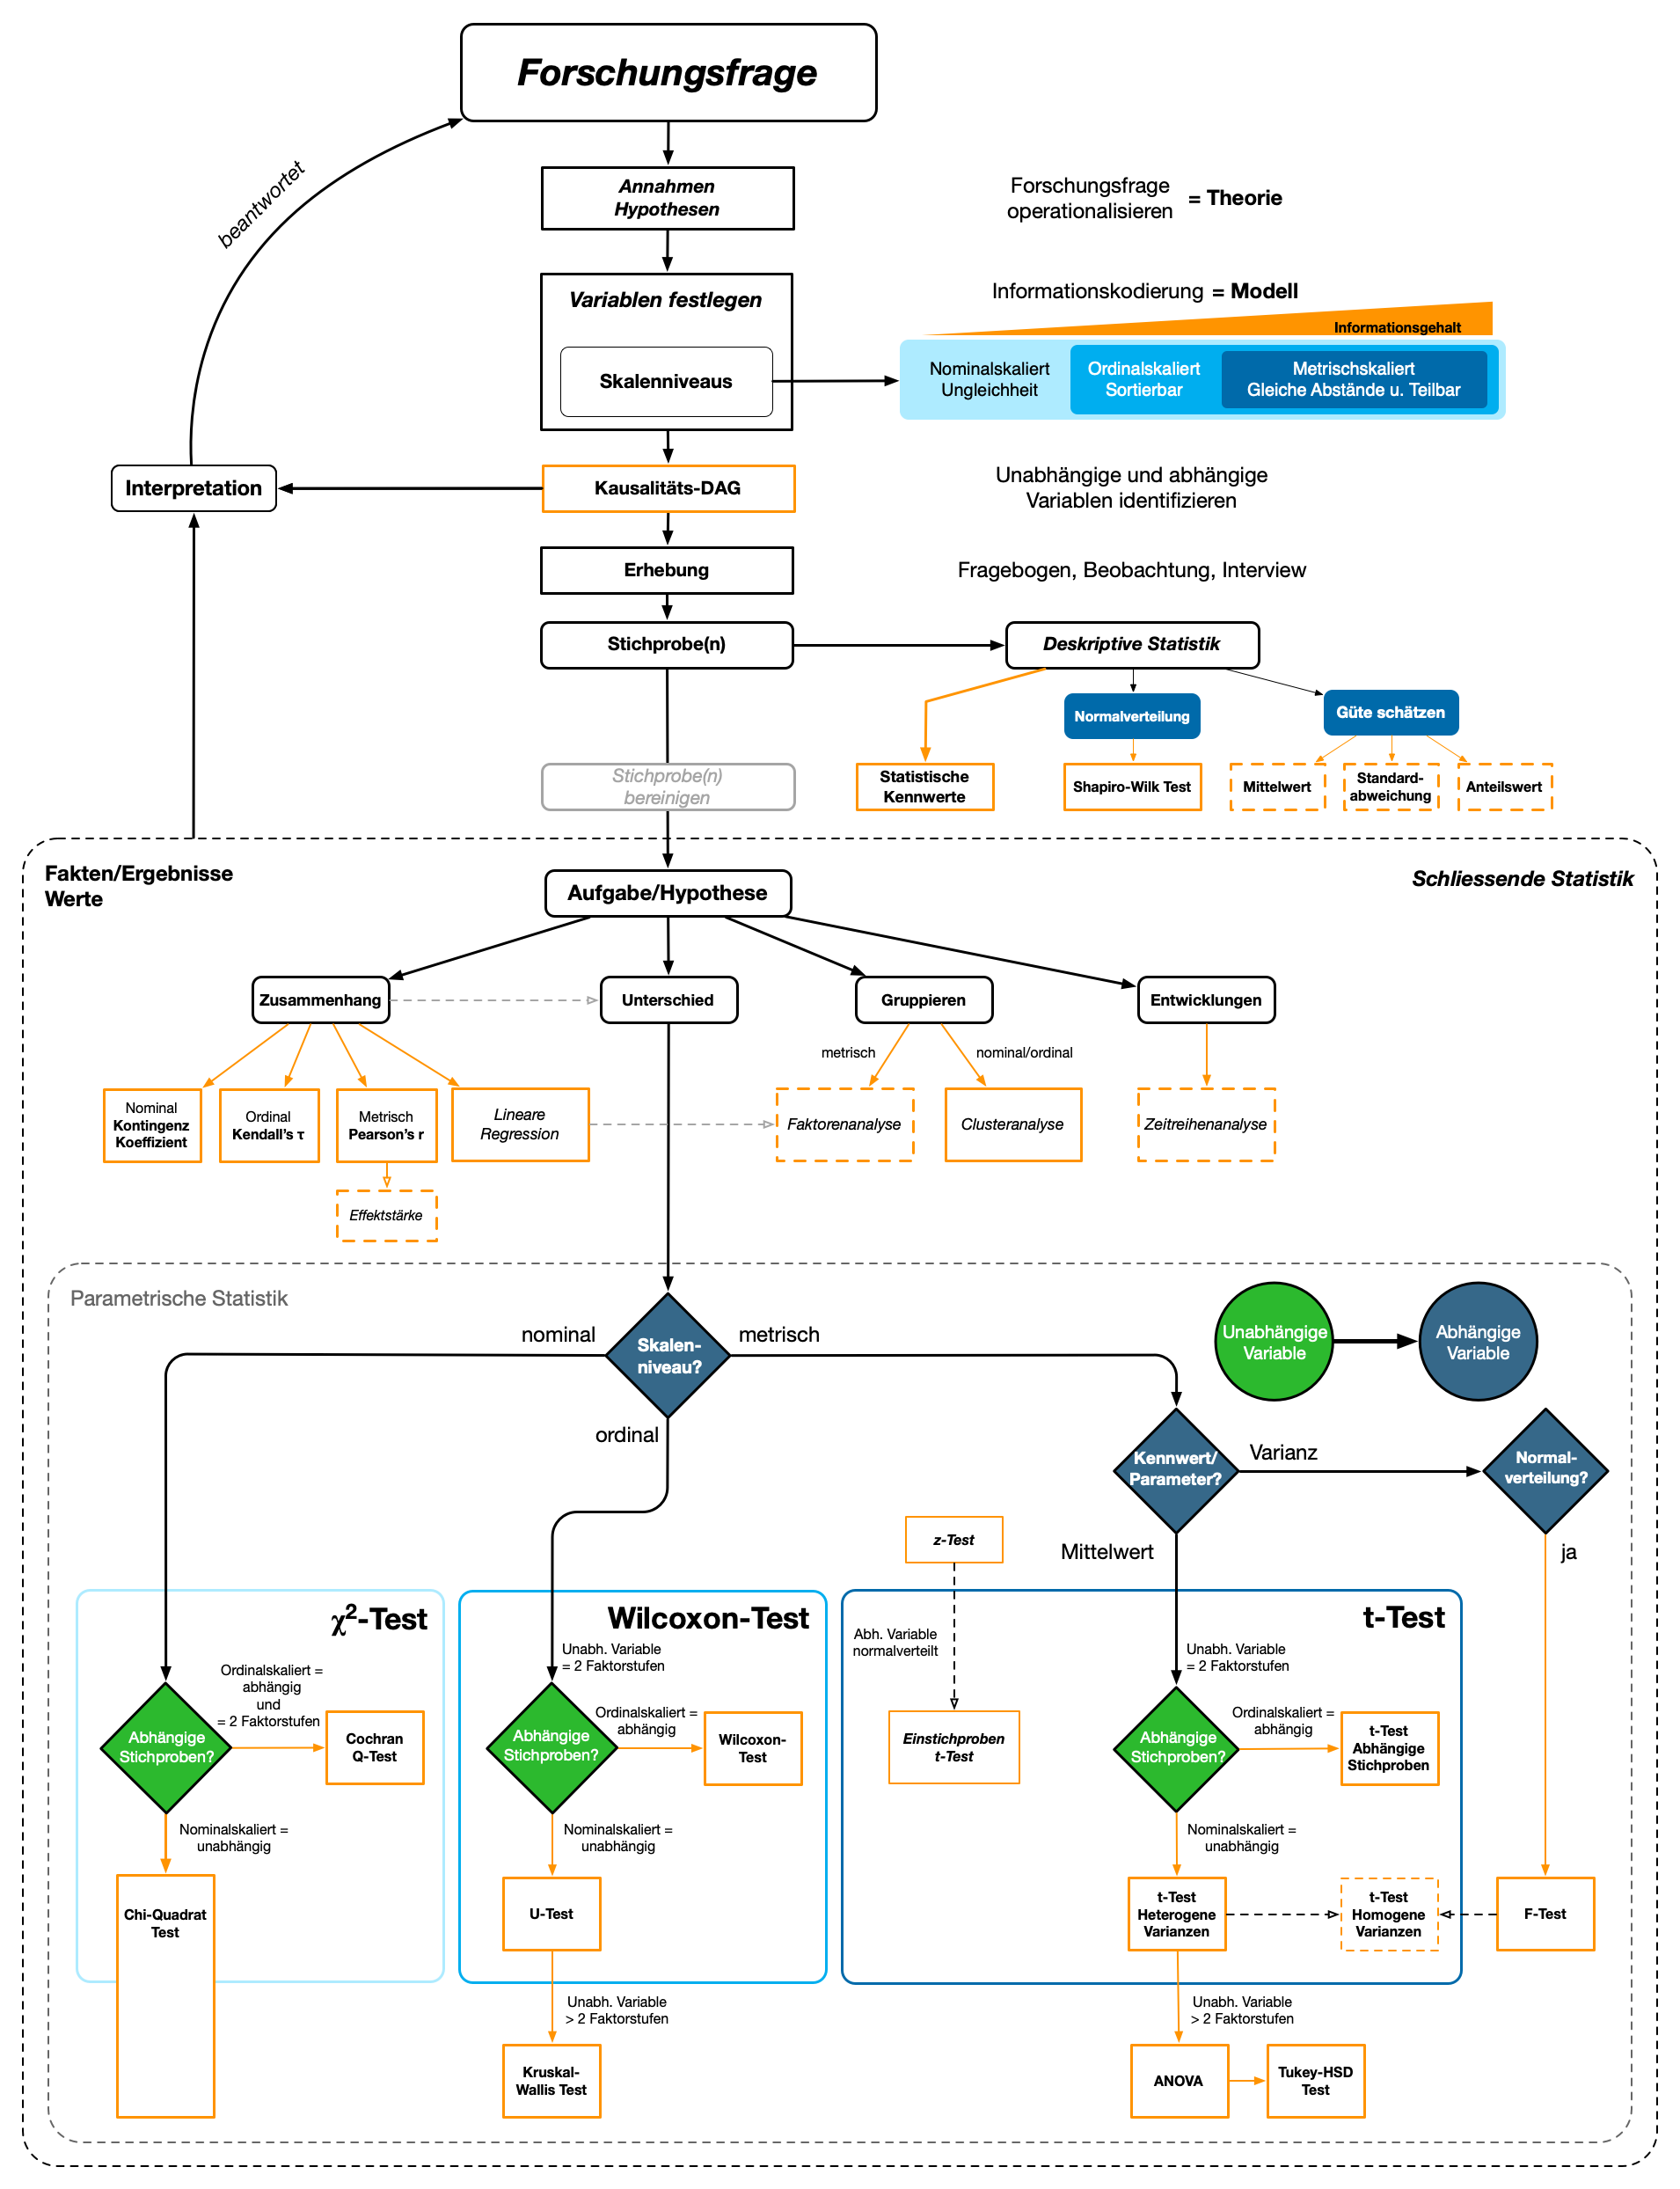 Forschungsfrage
beantwortet
Annahmen
Hypothesen
Forschungsfrage
operationalisieren
= Theorie
Variablen festlegen
Skalenniveaus
Informationskodierung = Modell
Informationsgehalt
Nominalskaliert
Ungleichheit
Ordinalskaliert
Sortierbar
Metrischskaliert
Gleiche Abstände u. Teilbar
Interpretation
Kausalitäts-DAG
Unabhängige und abhängige
Variablen identifizieren
Erhebung
Fragebogen, Beobachtung, Interview
Stichprobe(n)
Deskriptive Statistik
Normalverteilung
Güte schätzen
Stichprobe(n)
bereinigen
Statistische
Kennwerte
Shapiro-Wilk Test
Mittelwert
Standard-
abweichung
Anteilswert
Fakten/Ergebnisse
Werte
Aufgabe/Hypothese
Schliessende Statistik
Zusammenhang
Unterschied
Gruppieren
Entwicklungen
metrisch
nominal/ordinal
Nominal
Kontingenz
Koeffizient
Ordinal
Kendall's τ
Metrisch
Pearson's r
Lineare
Regression
Faktorenanalyse
Clusteranalyse
Zeitreihenanalyse
Effektstärke
Parametrische Statistik
nominal
Skalen-
niveau?
metrisch
ordinal
Unabhängige
Variable
Abhängige
Variable
Kennwert/
Parameter?
Varianz
Normal-
verteilung?
Mittelwert
ja
z-Test
χ²-Test
Wilcoxon-Test
t-Test
Abh. Variable
normalverteilt
Unabh. Variable
= 2 Faktorstufen
Unabh. Variable
= 2 Faktorstufen
Ordinalskaliert =
abhängig
und
= 2 Faktorstufen
Abhängige
Stichproben?
Cochran
Q-Test
Nominalskaliert =
unabhängig
Chi-Quadrat
Test
Abhängige
Stichproben?
Ordinalskaliert =
abhängig
Wilcoxon-
Test
Nominalskaliert =
unabhängig
U-Test
Unabh. Variable
> 2 Faktorstufen
Kruskal-
Wallis Test
Einstichproben
t-Test
Abhängige
Stichproben?
Ordinalskaliert =
abhängig
t-Test
Abhängige
Stichproben
Nominalskaliert =
unabhängig
t-Test
Heterogene
Varianzen
t-Test
Homogene
Varianzen
F-Test
Unabh. Variable
> 2 Faktorstufen
ANOVA
Tukey-HSD
Test